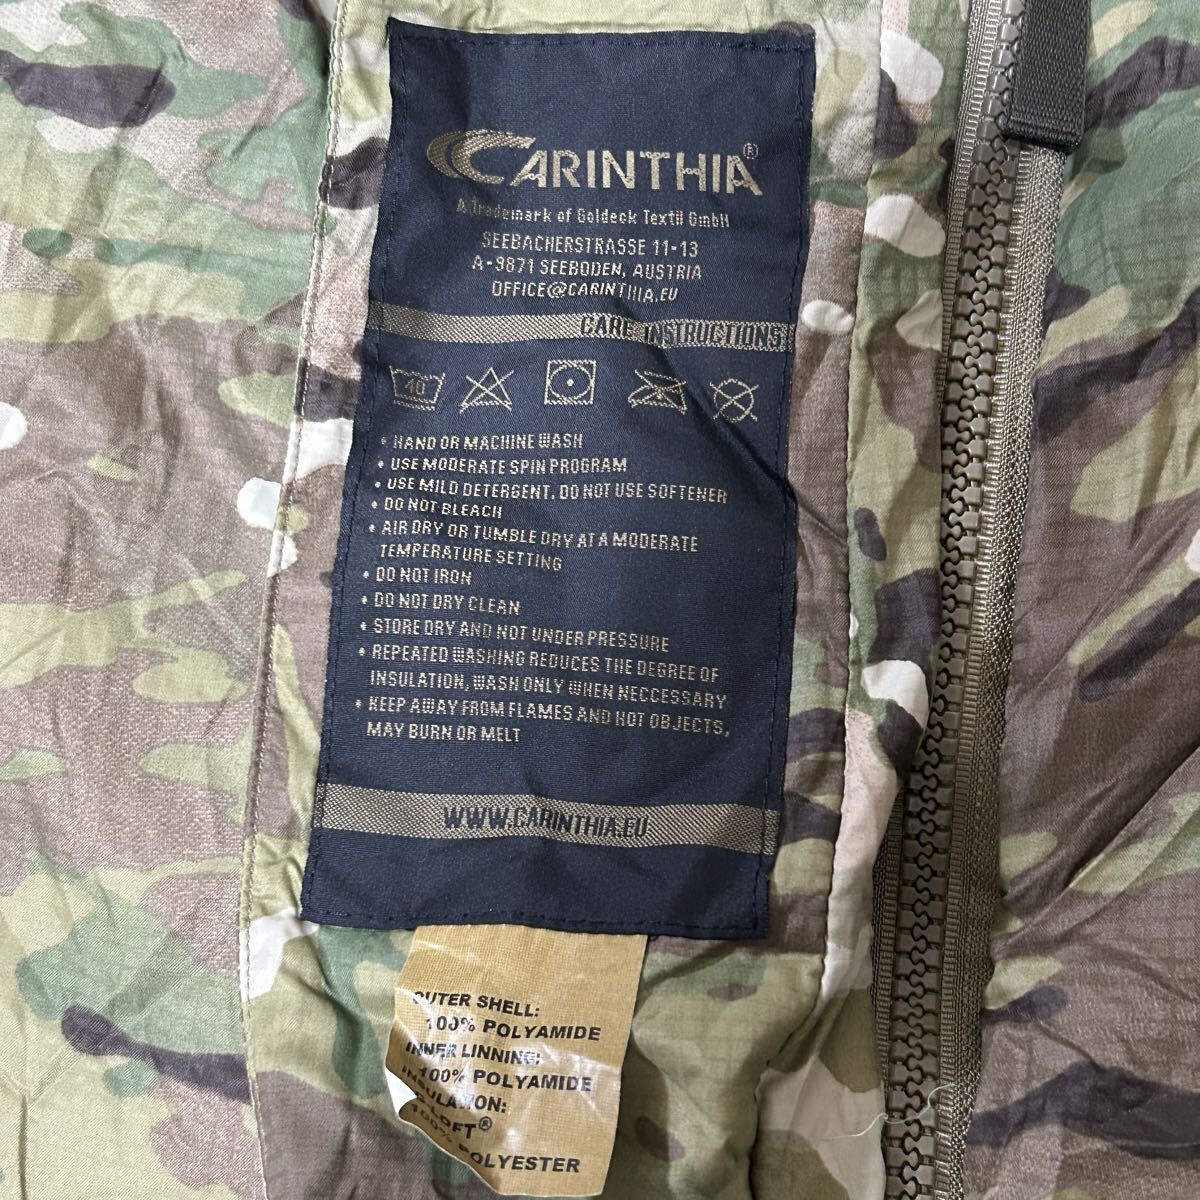 CARINTHIA®
A Trademark of Goldeck Textil GmbH
SEEBACHERSTRASSE 11-13
A-9871 SEEBODEN, AUSTRIA
OFFICE@CARINTHIA.EU
CARE INSTRUCTIONS
40
• HAND OR MACHINE WASH
• USE MODERATE SPIN PROGRAM
• USE MILD DETERGENT. DO NOT USE SOFTENER
• DO NOT BLEACH
• AIR DRY OR TUMBLE DRY AT A MODERATE
TEMPERATURE SETTING
• DO NOT IRON
• DO NOT DRY CLEAN
• STORE DRY AND NOT UNDER PRESSURE
• REPEATED WASHING REDUCES THE DEGREE OF
INSULATION, WASH ONLY WHEN NECCESSARY
• KEEP AWAY FROM FLAMES AND HOT OBJECTS,
MAY BURN OR MELT
WWW.CARINTHIA.EU
OUTER SHELL:
100% POLYAMIDE
INNER LINNING:
100% POLYAMIDE
INSULATION:
G-LOFT®
100% POLYESTER